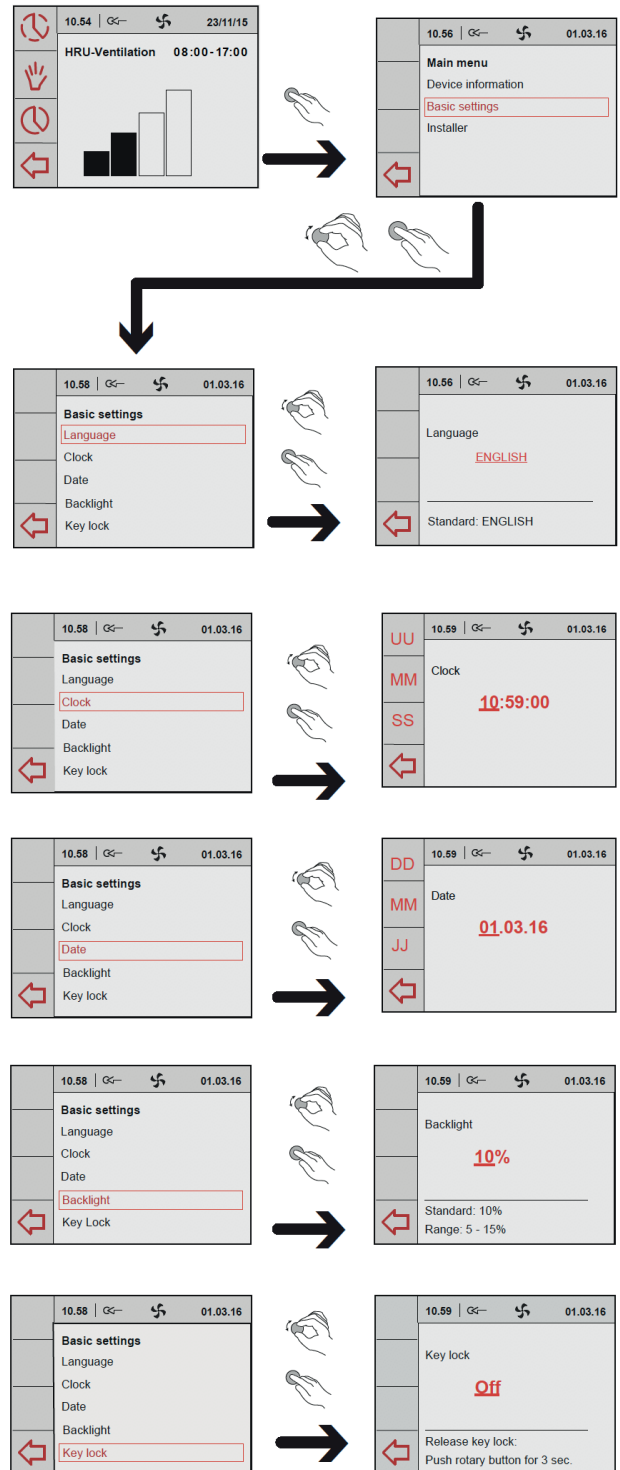 10.54
23/11/15
HRU-Ventilation 08:00-17:00
10.56
01.03.16
Main menu
Device information
Basic settings
Installer
10.58
01.03.16
Basic settings
Language
Clock
Date
Backlight
Key lock
10.56
01.03.16
Language
ENGLISH
Standard: ENGLISH
10.58
01.03.16
Basic settings
Language
Clock
Date
Backlight
Key lock
UU
MM
SS
10.59
01.03.16
Clock
10:59:00
10.58
01.03.16
Basic settings
Language
Clock
Date
Backlight
Key lock
DD
MM
JJ
10.59
01.03.16
Date
01.03.16
10.58
01.03.16
Basic settings
Language
Clock
Date
Backlight
Key Lock
10.59
01.03.16
Backlight
10%
Standard: 10%
Range: 5 - 15%
10.58
01.03.16
Basic settings
Language
Clock
Date
Backlight
Key lock
10.59
01.03.16
Key lock
Off
Release key lock:
Push rotary button for 3 sec.